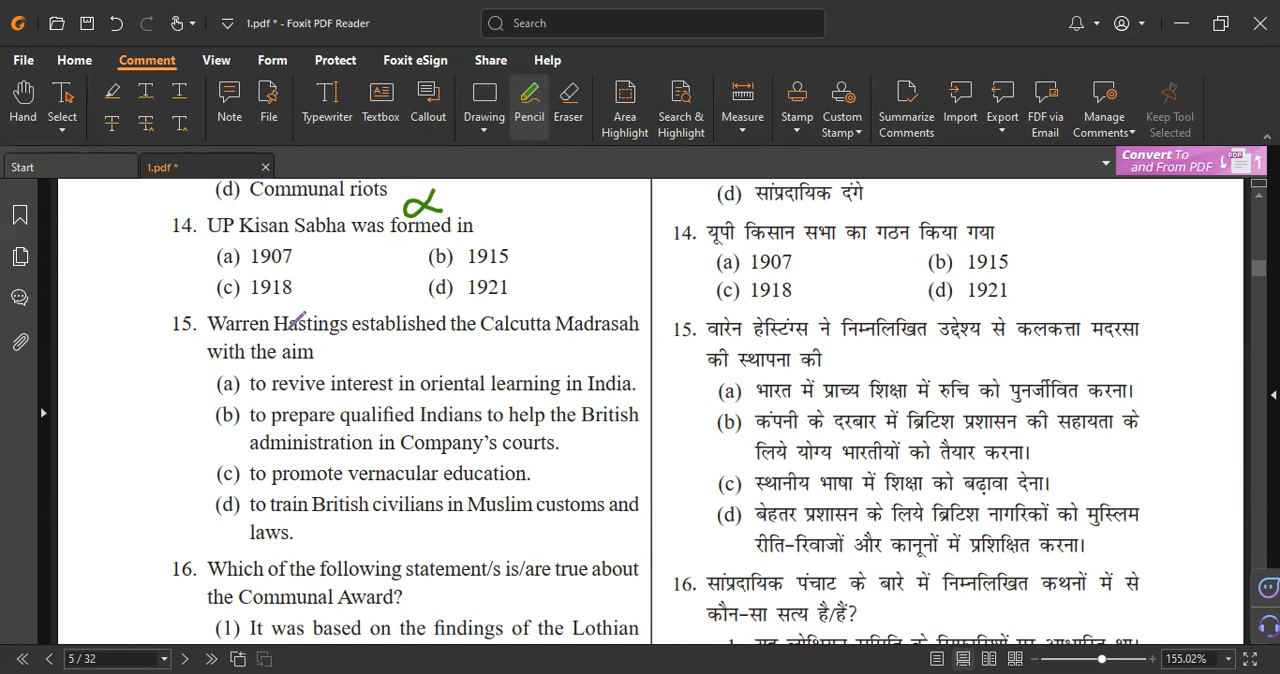 1.pdf * - Foxit PDF Reader
Search
File Home Comment View Form Protect Foxit eSign Share Help
Hand Select Note File Typewriter Textbox Callout Drawing Pencil Eraser Area Highlight Search & Highlight Measure Stamp Custom Stamp Summarize Comments Import Export FDF via Email Manage Comments Keep Tool Selected
Start 1.pdf * Convert To and From PDF
(d) Communal riots
α
14. UP Kisan Sabha was formed in
(a) 1907 (b) 1915
(c) 1918 (d) 1921
15. Warren Hastings established the Calcutta Madrasah
with the aim
(a) to revive interest in oriental learning in India.
(b) to prepare qualified Indians to help the British
administration in Company's courts.
(c) to promote vernacular education.
(d) to train British civilians in Muslim customs and
laws.
16. Which of the following statement/s is/are true about
the Communal Award?
(1) It was based on the findings of the Lothian
(d) सांप्रदायिक दंगे
14. यूपी किसान सभा का गठन किया गया
(a) 1907 (b) 1915
(c) 1918 (d) 1921
15. वारेन हेस्टिंग्स ने निम्नलिखित उद्देश्य से कलकत्ता मदरसा
की स्थापना की
(a) भारत में प्राच्य शिक्षा में रुचि को पुनर्जीवित करना।
(b) कंपनी के दरबार में ब्रिटिश प्रशासन की सहायता के
लिये योग्य भारतीयों को तैयार करना।
(c) स्थानीय भाषा में शिक्षा को बढ़ावा देना।
(d) बेहतर प्रशासन के लिये ब्रिटिश नागरिकों को मुस्लिम
रीति-रिवाजों और कानूनों में प्रशिक्षित करना।
16. सांप्रदायिक पंचाट के बारे में निम्नलिखित कथनों में से
कौन-सा सत्य है/हैं?
5 / 32 155.02%